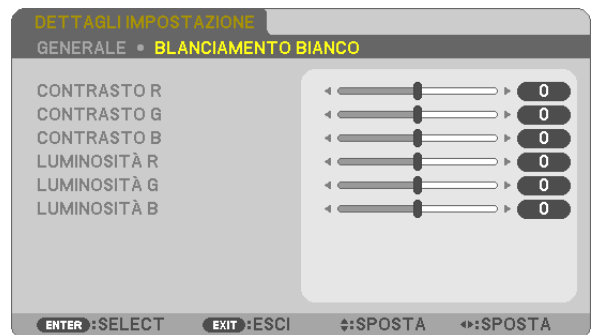 DETTAGLI IMPOSTAZIONE
GENERALE • BLANCIAMENTO BIANCO
CONTRASTO R 0
CONTRASTO G 0
CONTRASTO B 0
LUMINOSITÀ R 0
LUMINOSITÀ G 0
LUMINOSITÀ B 0
ENTER :SELECT EXIT :ESCI :SPOSTA :SPOSTA